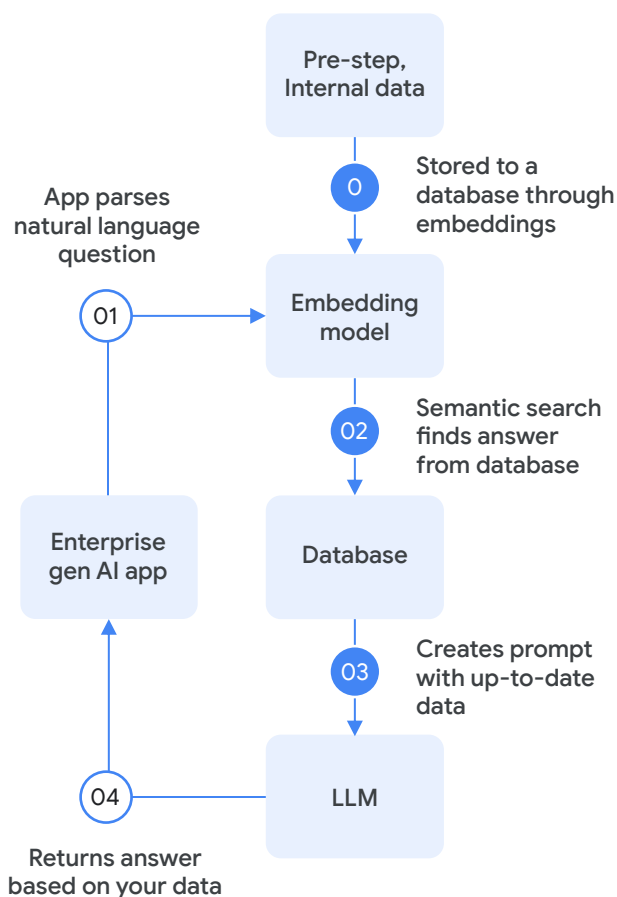 Pre-step,
Internal data
0
Stored to a
database through
embeddings
App parses
natural language
question
01
Embedding
model
02
Semantic search
finds answer
from database
Enterprise
gen AI app
Database
03
Creates prompt
with up-to-date
data
04
LLM
Returns answer
based on your data